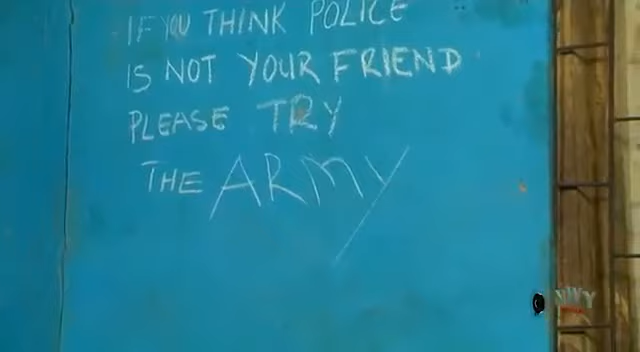 IF YOU THINK POLICE
IS NOT YOUR FRIEND
PLEASE TRY
THE ARMY